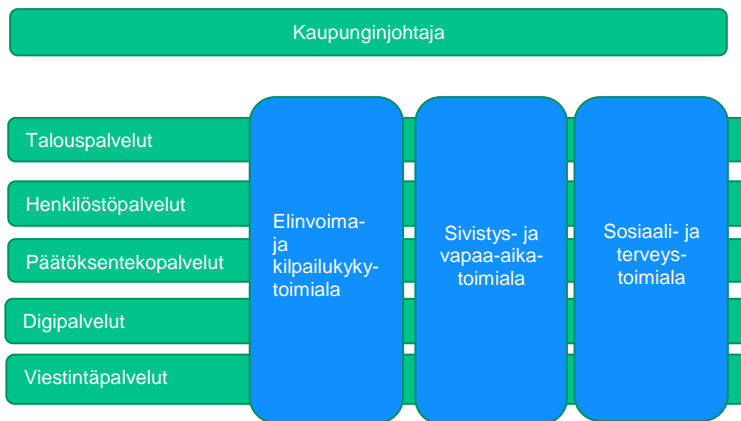 Kaupunginjohtaja
Talouspalvelut
Henkilöstöpalvelut
Päätöksentekopalvelut
Digipalvelut
Viestintäpalvelut
Elinvoima-
ja
kilpailukyky-
toimiala
Sivistys- ja
vapaa-aika-
toimiala
Sosiaali- ja
terveys-
toimiala